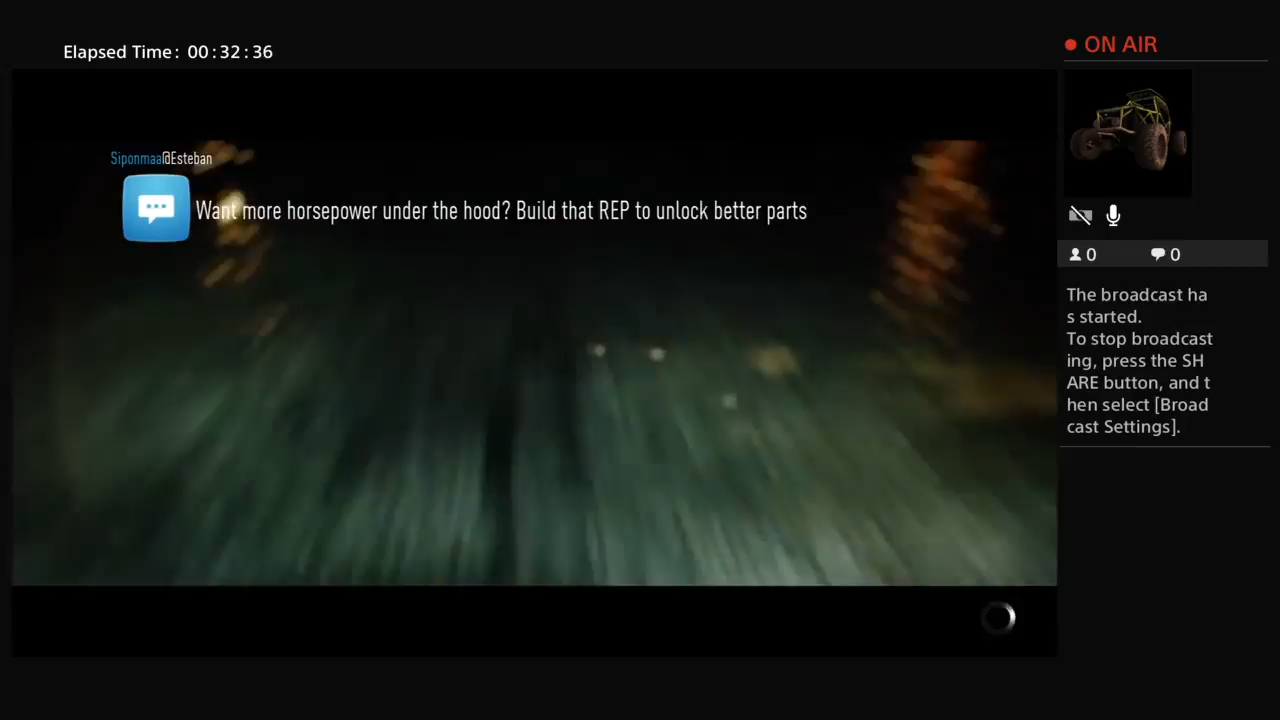 Elapsed Time: 00:32:36
ON AIR
Siponmaa@Esteban
Want more horsepower under the hood? Build that REP to unlock better parts
0 0
The broadcast ha
s started.
To stop broadcast
ing, press the SH
ARE button, and t
hen select [Broad
cast Settings].